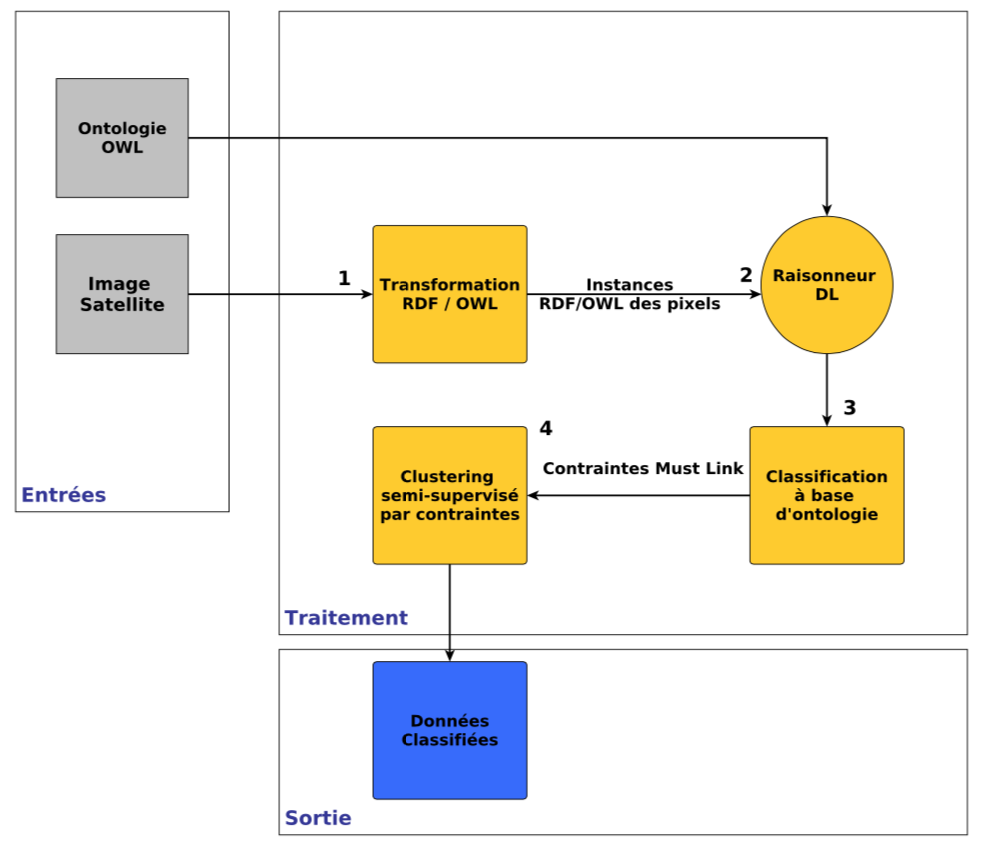 Ontologie
OWL
Image
Satellite
Entrées
1
Transformation
RDF / OWL
Instances
RDF/OWL des pixels
2
Raisonneur
DL
3
Classification
à base
d'ontologie
Contraintes Must Link
4
Clustering
semi-supervisé
par contraintes
Traitement
Données
Classifiées
Sortie